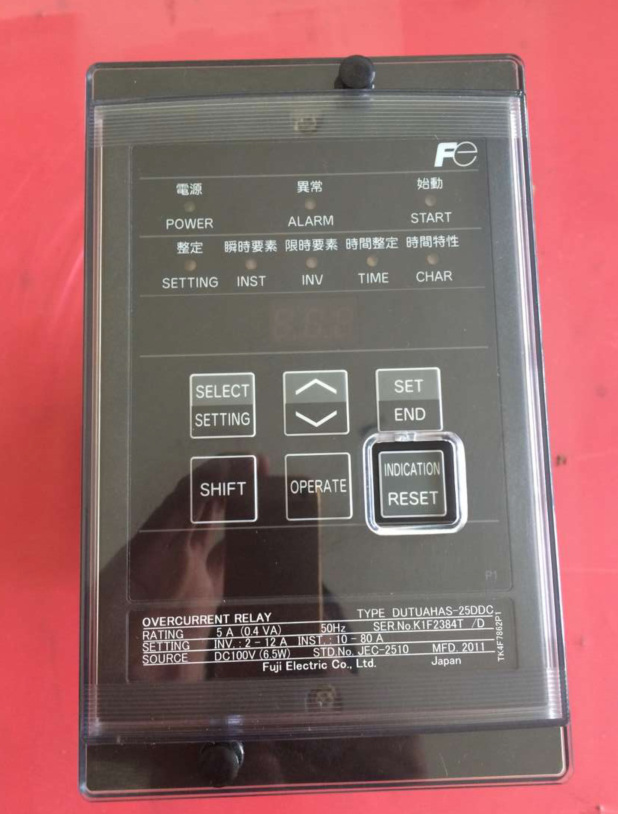 Fe
電源 異常 始動
POWER ALARM START
整定 瞬時要素 限時要素 時間整定 時間特性
SETTING INST INV TIME CHAR
SELECT SET
SETTING END
SHIFT OPERATE INDICATION
RESET
P1
OVERCURRENT RELAY TYPE DUTUAHAS-25DDC
RATING 5 A (0.4 VA) 50Hz SER.No.K1F2384T /D
SETTING INV. : 2 - 12 A INST. : 10 - 80 A
SOURCE DC100V (6.5W) STD.No. JEC-2510 MFD. 2011
Fuji Electric Co., Ltd. Japan
TK4F7862P1